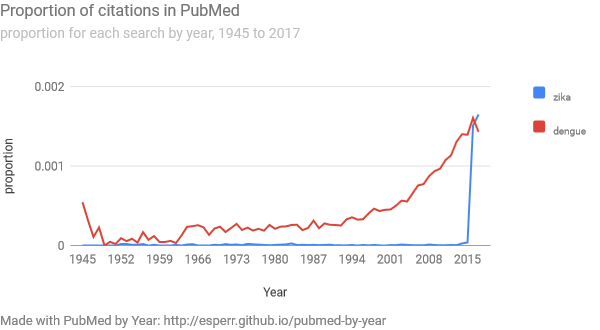 Proportion of citations in PubMed
proportion for each search by year, 1945 to 2017
0.002
0.001
0
proportion
1945 1952 1959 1966 1973 1980 1987 1994 2001 2008 2015
Year
zika
dengue
Made with PubMed by Year: http://esperr.github.io/pubmed-by-year